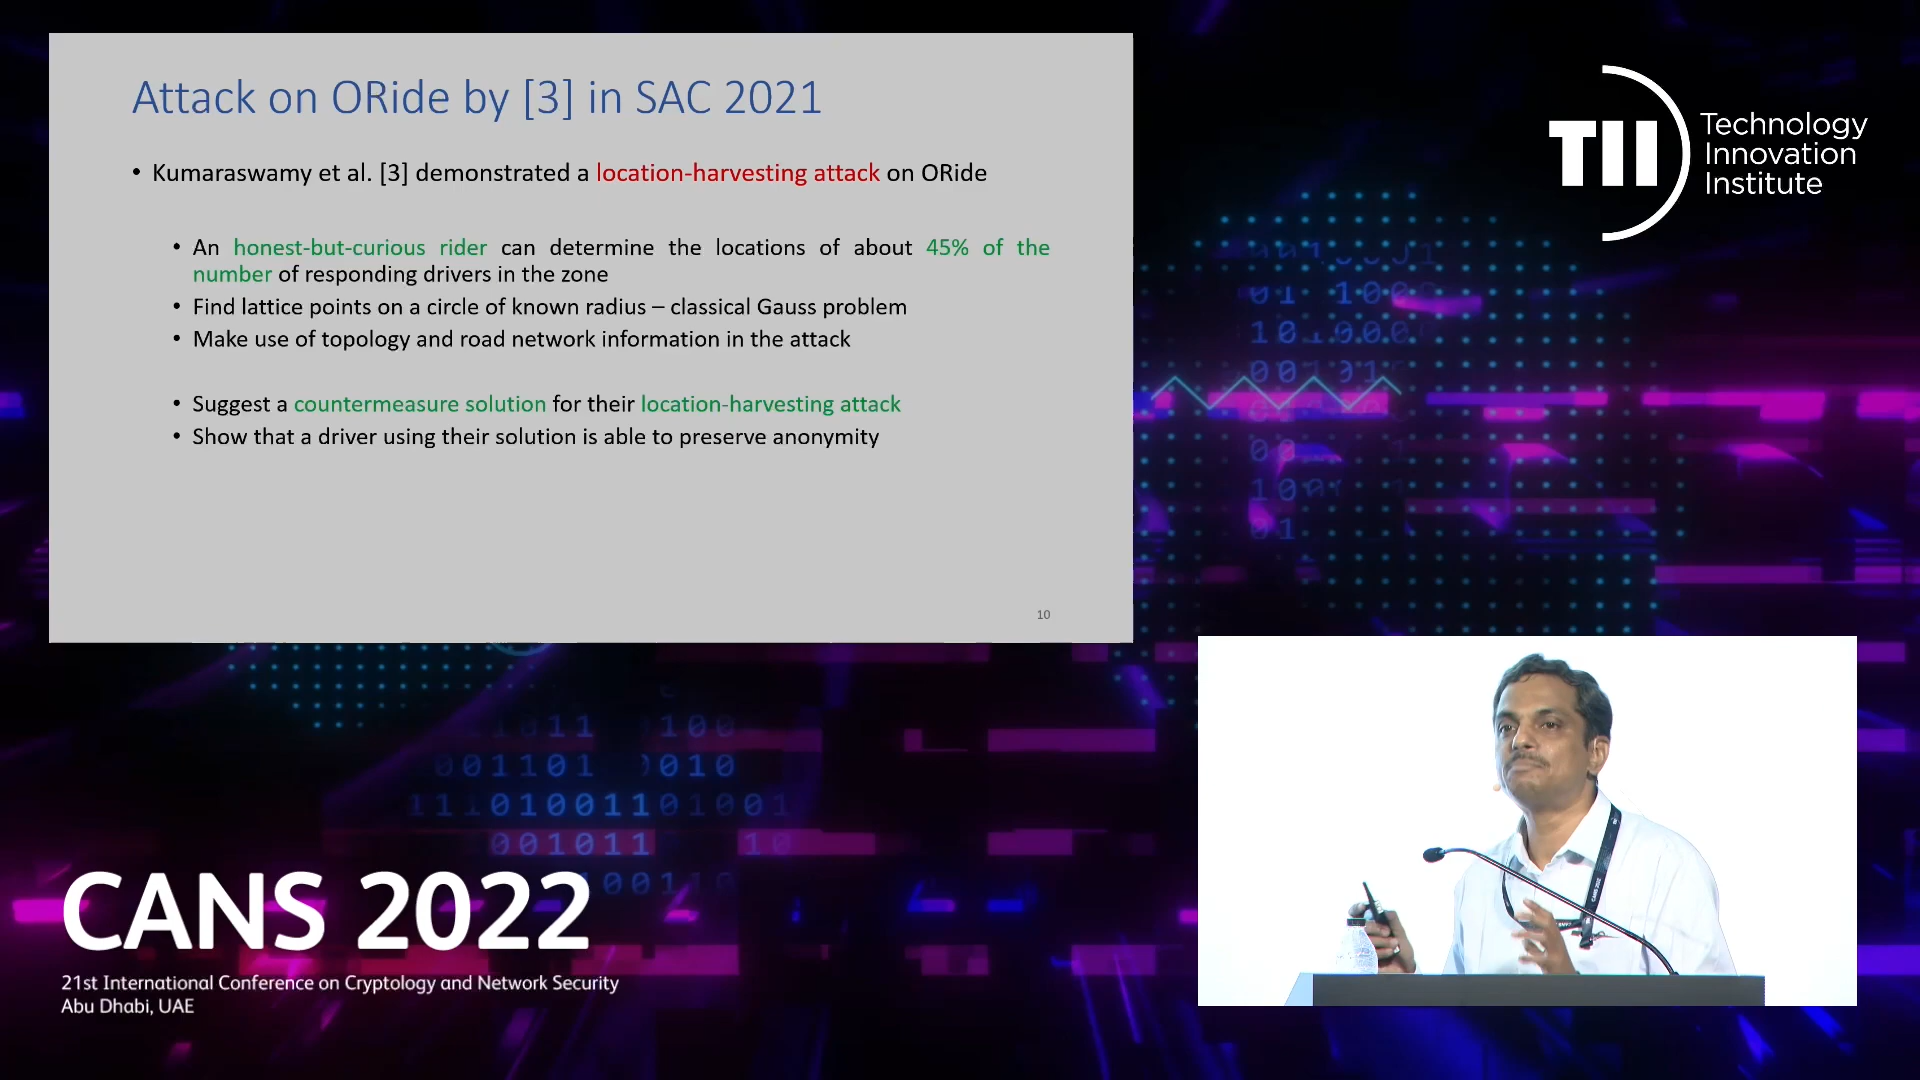 Attack on ORide by [3] in SAC 2021
• Kumaraswamy et al. [3] demonstrated a location-harvesting attack on ORide
• An honest-but-curious rider can determine the locations of about 45% of the
number of responding drivers in the zone
• Find lattice points on a circle of known radius – classical Gauss problem
• Make use of topology and road network information in the attack
• Suggest a countermeasure solution for their location-harvesting attack
• Show that a driver using their solution is able to preserve anonymity
10
TII
Technology
Innovation
Institute
CANS 2022
21st International Conference on Cryptology and Network Security
Abu Dhabi, UAE